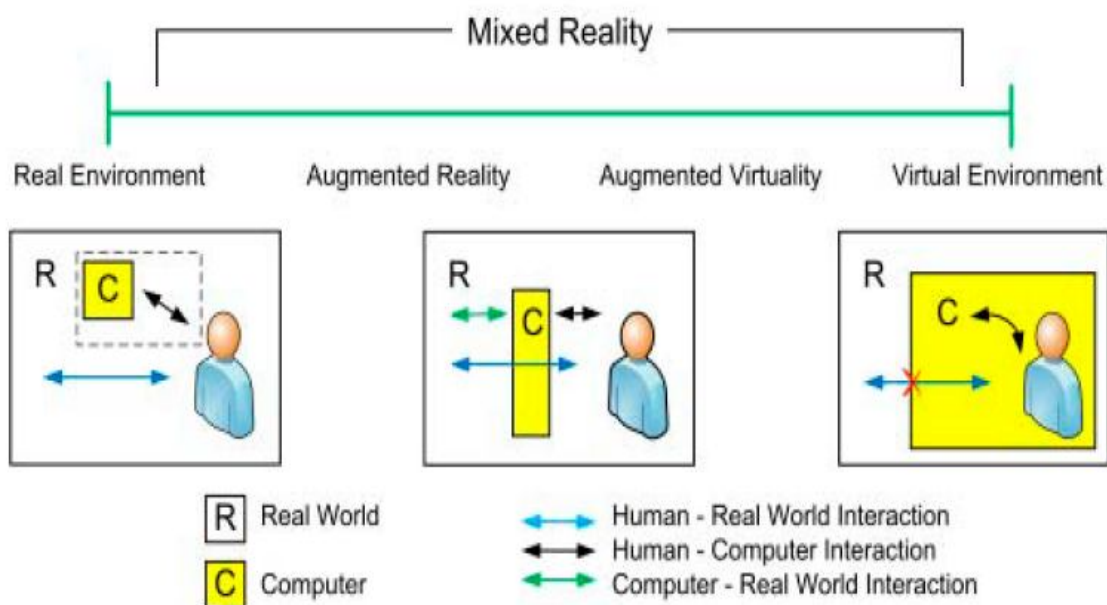 Mixed Reality
Real Environment Augmented Reality Augmented Virtuality Virtual Environment
R C
R C
R C
R Real World
C Computer
Human - Real World Interaction
Human - Computer Interaction
Computer - Real World Interaction